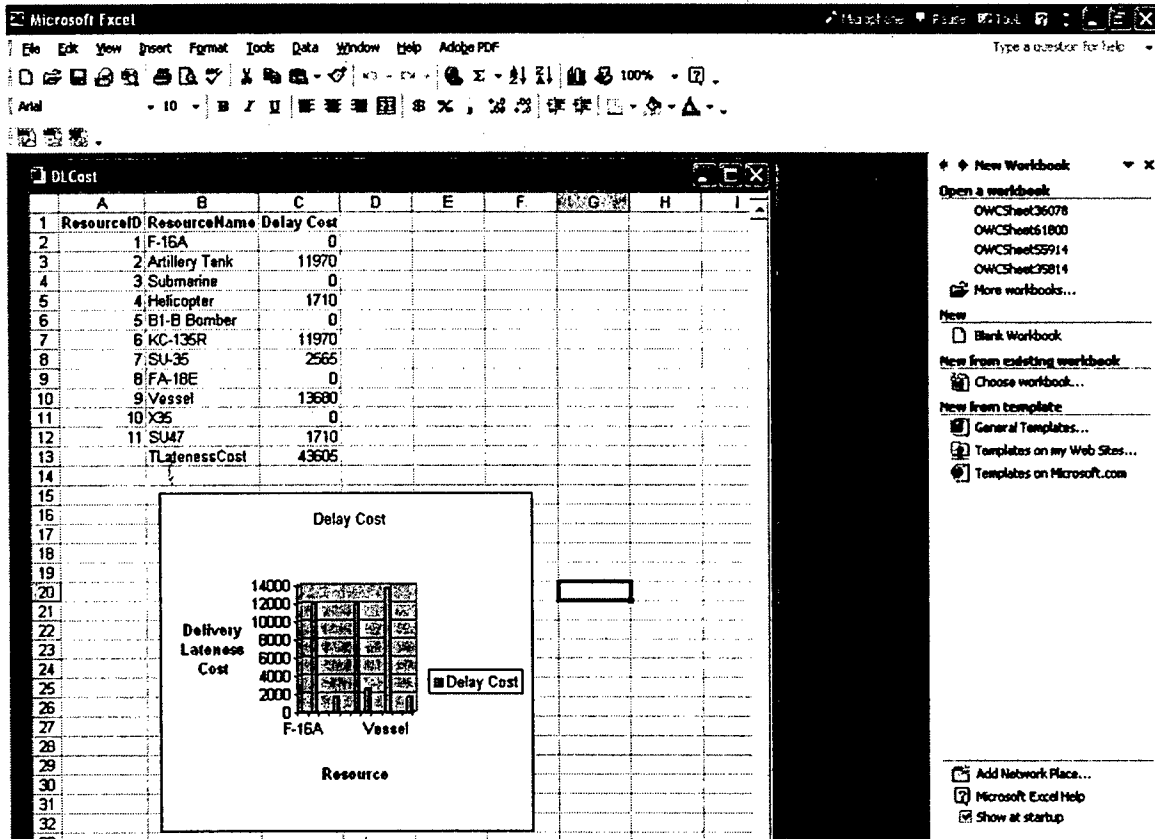 Microsoft Excel
File Edit View Insert Format Tools Data Window Help Adobe PDF
Type a question for help
100%
Arial 10 B I U $ % ,
DLCost
A B C D E F G H I
1 ResourceID ResourceName Delay Cost
2 1 F-16A 0
3 2 Artillery Tank 11970
4 3 Submarine 0
5 4 Helicopter 1710
6 5 B1-B Bomber 0
7 6 KC-135R 11970
8 7 SU-35 2565
9 8 FA-18E 0
10 9 Vessel 13680
11 10 X35 0
12 11 SU47 1710
13 TLatenessCost 43605
14
15
16
17
18
19
20
21
22
23
24
25
26
27
28
29
30
31
32
Delay Cost
14000
12000
10000
8000
6000
4000
2000
0
Delivery
Lateness
Cost
F-16A Vessel
Resource
Delay Cost
New Workbook
Open a workbook
OWCSheet36078
OWCSheet61800
OWCSheet55914
OWCSheet35814
More workbooks...
New
Blank Workbook
New from existing workbook
Choose workbook...
New from template
General Templates...
Templates on my Web Sites...
Templates on Microsoft.com
Add Network Place...
Microsoft Excel Help
Show at startup